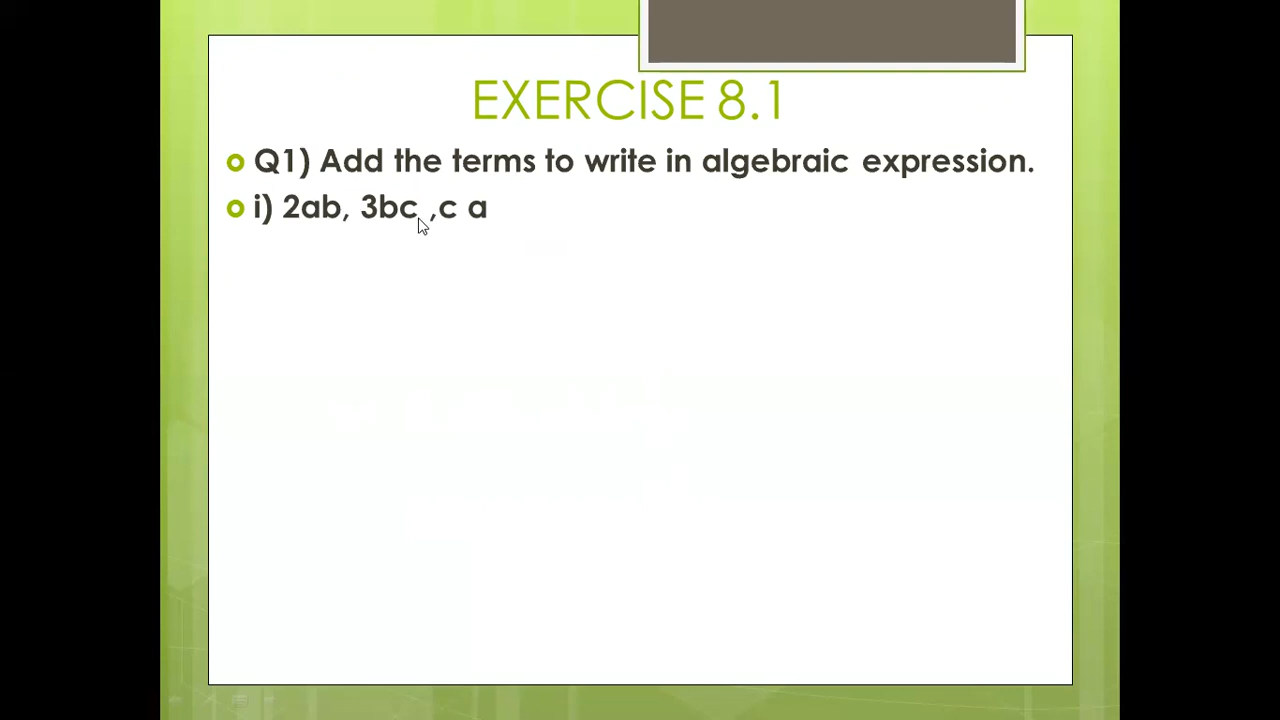 EXERCISE 8.1
Q1) Add the terms to write in algebraic expression.
i) 2ab, 3bc ,c a